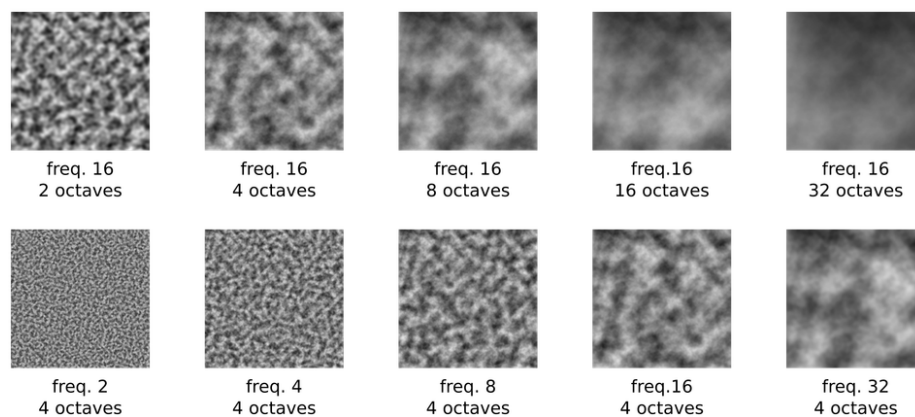 freq. 16
2 octaves
freq. 16
4 octaves
freq. 16
8 octaves
freq.16
16 octaves
freq. 16
32 octaves
freq. 2
4 octaves
freq. 4
4 octaves
freq. 8
4 octaves
freq.16
4 octaves
freq. 32
4 octaves